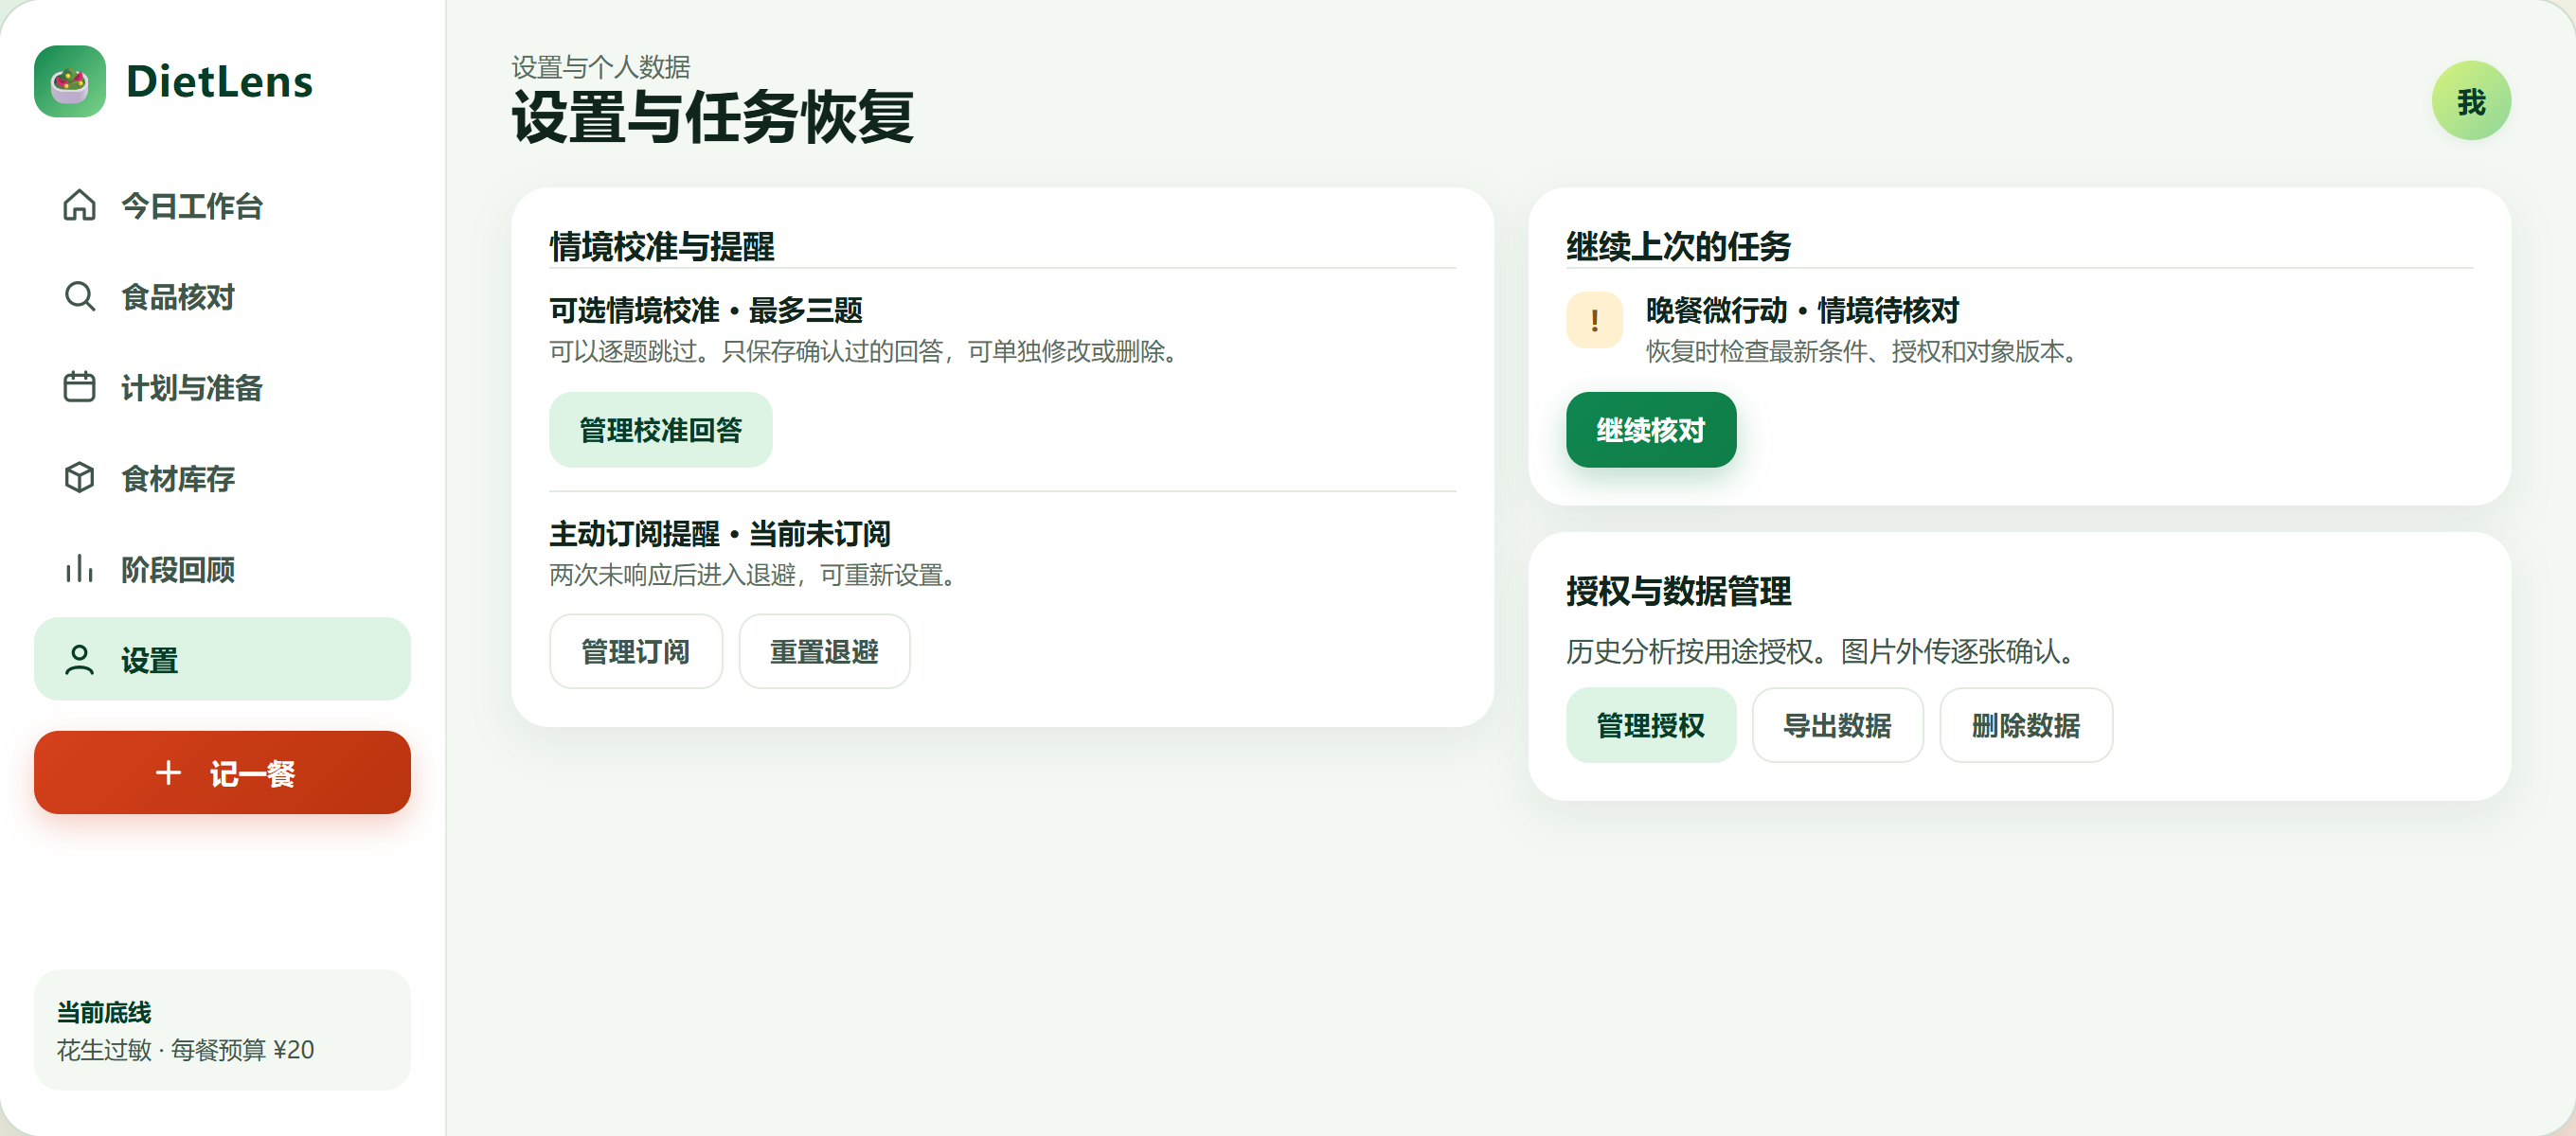 DietLens
今日工作台
食品核对
计划与准备
食材库存
阶段回顾
设置
+ 记一餐
当前底线
花生过敏 · 每餐预算 ¥20
设置与个人数据
设置与任务恢复
我
情境校准与提醒
可选情境校准 • 最多三题
可以逐题跳过。只保存确认过的回答，可单独修改或删除。
管理校准回答
主动订阅提醒 • 当前未订阅
两次未响应后进入退避，可重新设置。
管理订阅 重置退避
继续上次的任务
! 晚餐微行动 • 情境待核对
恢复时检查最新条件、授权和对象版本。
继续核对
授权与数据管理
历史分析按用途授权。图片外传逐张确认。
管理授权 导出数据 删除数据